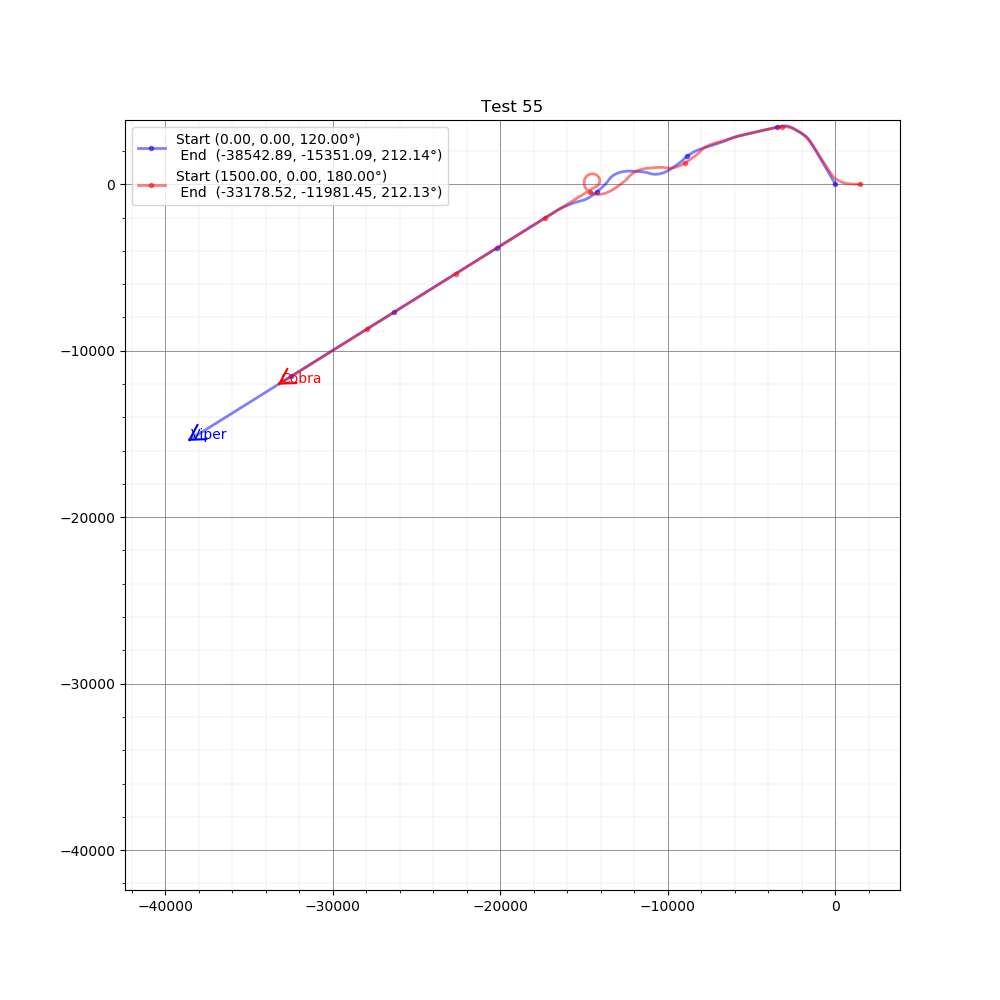 Test 55
Start (0.00, 0.00, 120.00°)
End  (-38542.89, -15351.09, 212.14°)
Start (1500.00, 0.00, 180.00°)
End  (-33178.52, -11981.45, 212.13°)
0
−10000
−20000
−30000
−40000
Cobra
Viper
−40000 −30000 −20000 −10000 0